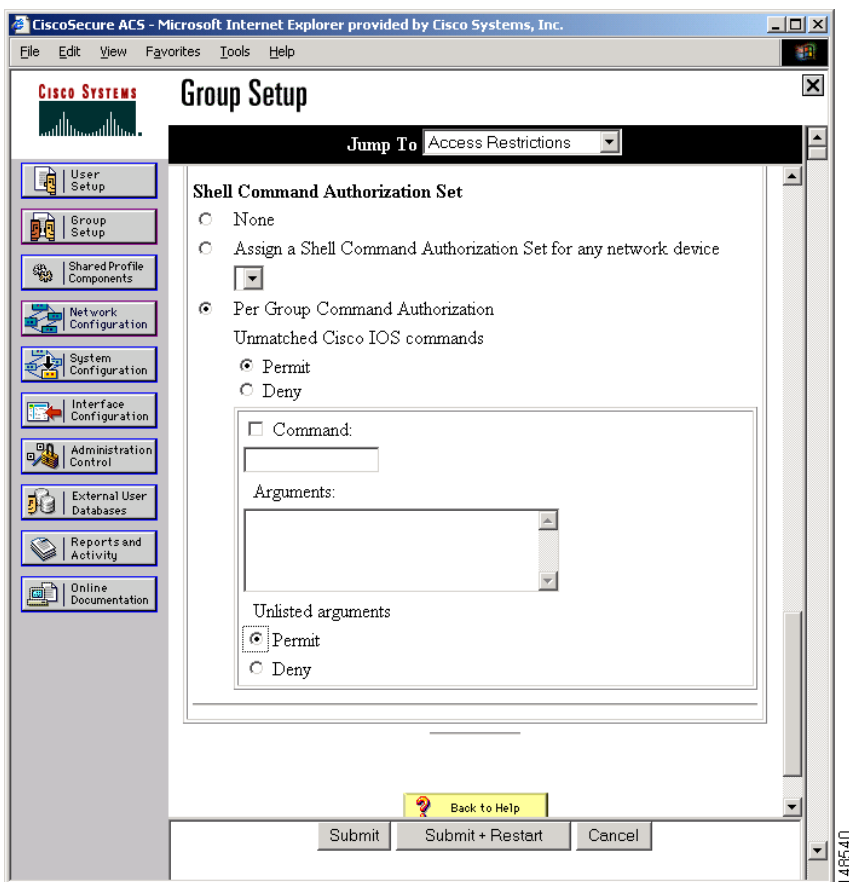 CiscoSecure ACS - Microsoft Internet Explorer provided by Cisco Systems, Inc.
File Edit View Favorites Tools Help
CISCO SYSTEMS
Group Setup
Jump To Access Restrictions
User
Setup
Group
Setup
Shared Profile
Components
Network
Configuration
System
Configuration
Interface
Configuration
Administration
Control
External User
Databases
Reports and
Activity
Online
Documentation
Shell Command Authorization Set
None
Assign a Shell Command Authorization Set for any network device
Per Group Command Authorization
Unmatched Cisco IOS commands
Permit
Deny
Command:
Arguments:
Unlisted arguments
Permit
Deny
? Back to Help
Submit Submit + Restart Cancel
148540